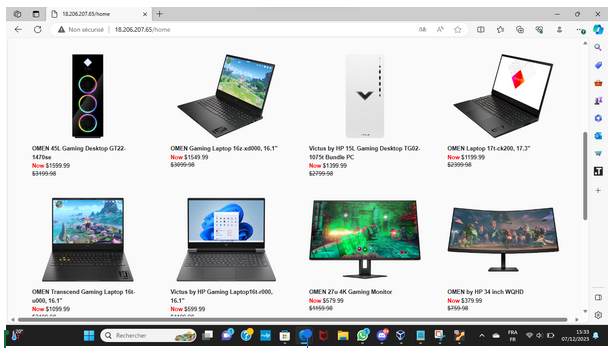 18.206.207.65/home
Non sécurisé | 18.206.207.65/home
OMEN 45L Gaming Desktop GT22-
1470se
Now $1599.99
$3199.98
OMEN Gaming Laptop 16z-xd000, 16.1"
Now $1549.99
$3099.98
Victus by HP 15L Gaming Desktop TG02-
1075t Bundle PC
Now $1399.99
$2799.98
OMEN Laptop 17t-ck200, 17.3"
Now $1199.99
$2399.98
OMEN Transcend Gaming Laptop 16t-
u000, 16.1"
Now $1099.99
Victus by HP Gaming Laptop16t-r000,
16.1"
Now $599.99
OMEN 27u 4K Gaming Monitor
Now $579.99
$1159.98
OMEN by HP 34 inch WQHD
Now $379.99
$759.98
20°
Rechercher
FRA
FR
15:33
07/12/2023